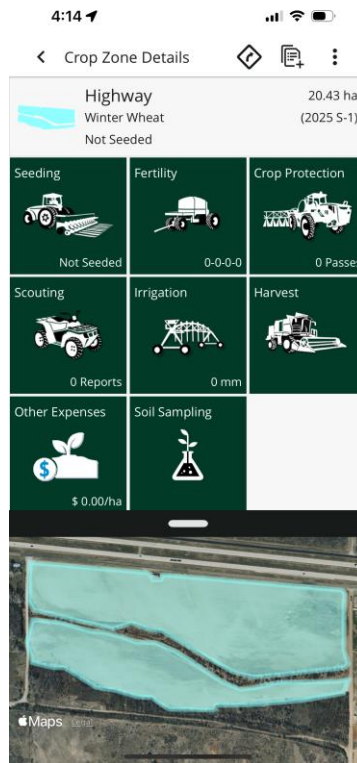 4:14
Crop Zone Details
Highway
20.43 ha
Winter Wheat
(2025 S-1)
Not Seeded
Seeding
Fertility
Crop Protection
Not Seeded
0-0-0-0
0 Passes
Scouting
Irrigation
Harvest
0 Reports
0 mm
Other Expenses
Soil Sampling
$
$ 0.00/ha
Maps
Legal